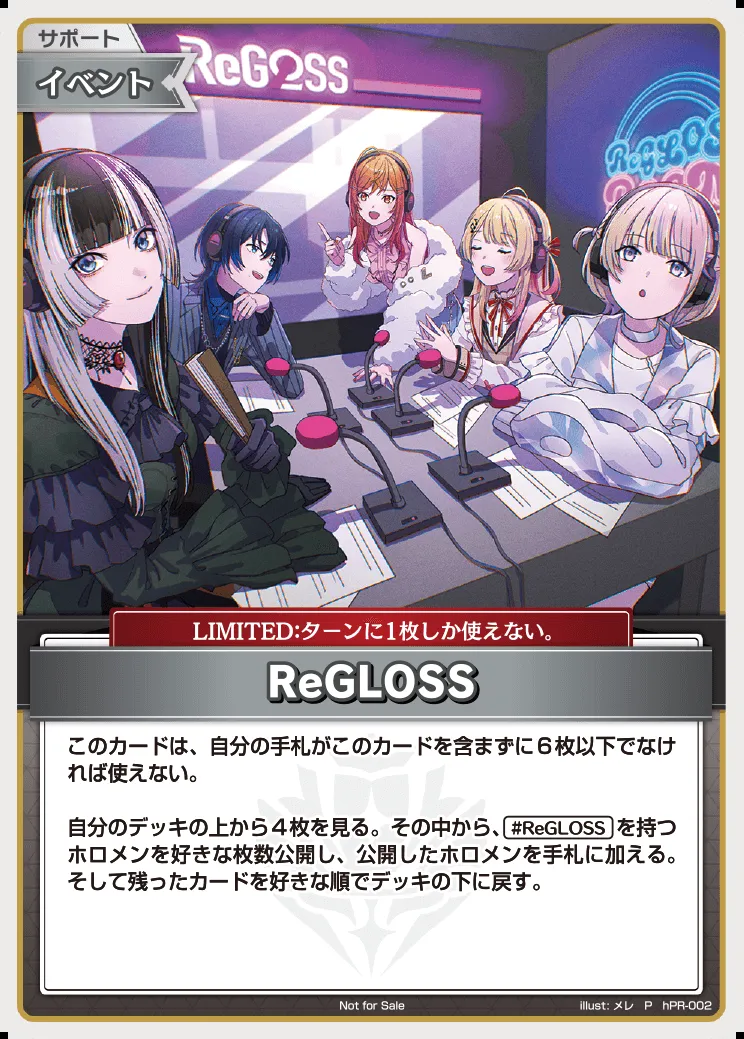 サポート
イベント
ReGLOSS
ReGLOSS
LIMITED:ターンに1枚しか使えない。
ReGLOSS
このカードは、自分の手札がこのカードを含まずに6枚以下でなけ
れば使えない。
自分のデッキの上から4枚を見る。その中から、#ReGLOSSを持つ
ホロメンを好きな枚数公開し、公開したホロメンを手札に加える。
そして残ったカードを好きな順でデッキの下に戻す。
Not for Sale
illust: メレ P hPR-002